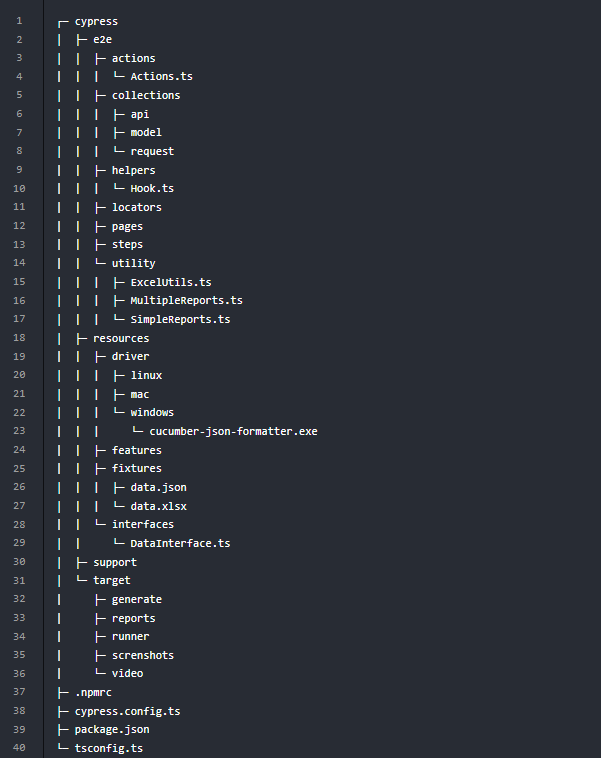 1 ┌─ cypress
2 │ ├─ e2e
3 │ │ ├─ actions
4 │ │ │ └─ Actions.ts
5 │ │ ├─ collections
6 │ │ │ ├─ api
7 │ │ │ ├─ model
8 │ │ │ └─ request
9 │ │ ├─ helpers
10 │ │ │ └─ Hook.ts
11 │ │ ├─ locators
12 │ │ ├─ pages
13 │ │ ├─ steps
14 │ │ └─ utility
15 │ │ │ ├─ ExcelUtils.ts
16 │ │ │ ├─ MultipleReports.ts
17 │ │ │ └─ SimpleReports.ts
18 │ ├─ resources
19 │ │ ├─ driver
20 │ │ │ ├─ linux
21 │ │ │ ├─ mac
22 │ │ │ └─ windows
23 │ │ │   └─ cucumber-json-formatter.exe
24 │ │ ├─ features
25 │ │ ├─ fixtures
26 │ │ │ ├─ data.json
27 │ │ │ └─ data.xlsx
28 │ │ └─ interfaces
29 │ │   └─ DataInterface.ts
30 │ ├─ support
31 │ └─ target
32 │   ├─ generate
33 │   ├─ reports
34 │   ├─ runner
35 │   ├─ screnshots
36 │   └─ video
37 ├─ .npmrc
38 ├─ cypress.config.ts
39 ├─ package.json
40 └─ tsconfig.ts